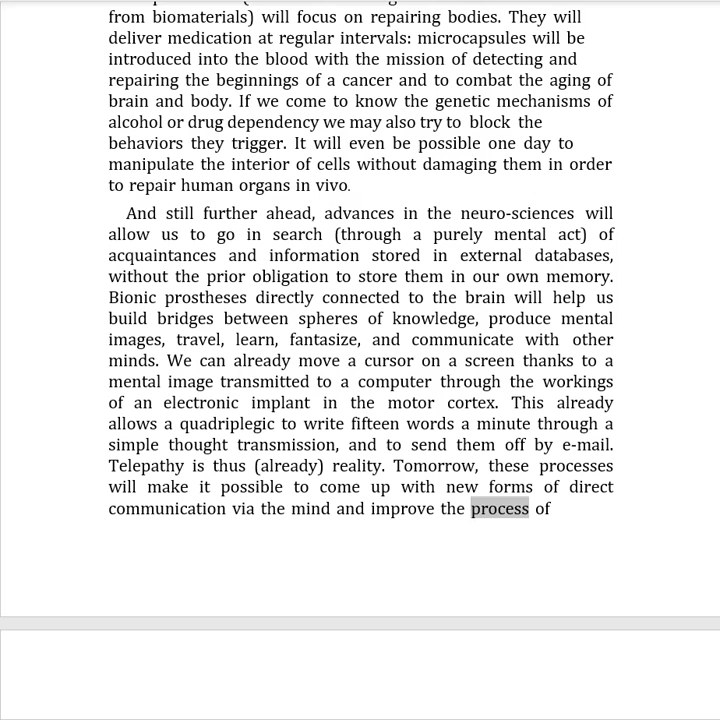 from biomaterials) will focus on repairing bodies. They will
deliver medication at regular intervals: microcapsules will be
introduced into the blood with the mission of detecting and
repairing the beginnings of a cancer and to combat the aging of
brain and body. If we come to know the genetic mechanisms of
alcohol or drug dependency we may also try to block the
behaviors they trigger. It will even be possible one day to
manipulate the interior of cells without damaging them in order
to repair human organs in vivo.
And still further ahead, advances in the neuro-sciences will
allow us to go in search (through a purely mental act) of
acquaintances and information stored in external databases,
without the prior obligation to store them in our own memory.
Bionic prostheses directly connected to the brain will help us
build bridges between spheres of knowledge, produce mental
images, travel, learn, fantasize, and communicate with other
minds. We can already move a cursor on a screen thanks to a
mental image transmitted to a computer through the workings
of an electronic implant in the motor cortex. This already
allows a quadriplegic to write fifteen words a minute through a
simple thought transmission, and to send them off by e-mail.
Telepathy is thus (already) reality. Tomorrow, these processes
will make it possible to come up with new forms of direct
communication via the mind and improve the process of